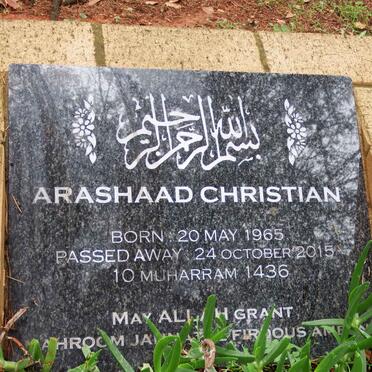 بسم الله الرحمن الرحيم
ARASHAAD CHRISTIAN
BORN : 20 MAY 1965
PASSED AWAY : 24 OCTOBER 2015
10 MUHARRAM 1436
MAY ALLAH GRANT